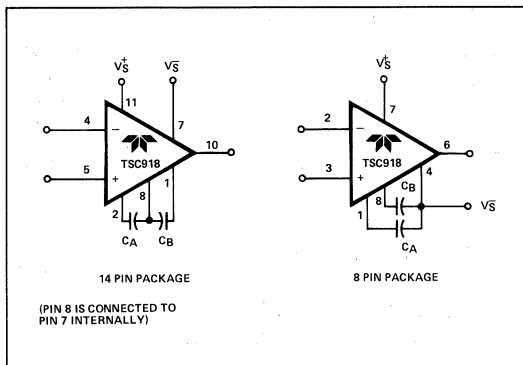 V+S V-S
11
4 − 7
TSC918 10
5 + 1
8
2
CA CB
14 PIN PACKAGE
(PIN 8 IS CONNECTED TO
PIN 7 INTERNALLY)
V+S
7
2 −
TSC918 6
3 + 4
CB
8 V-S
1
CA
8 PIN PACKAGE